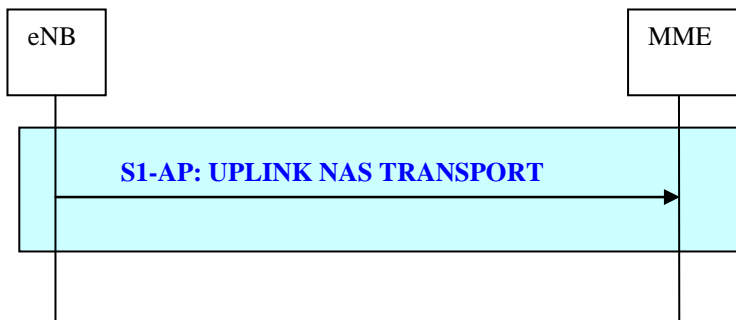 eNB
MME
S1-AP: UPLINK NAS TRANSPORT